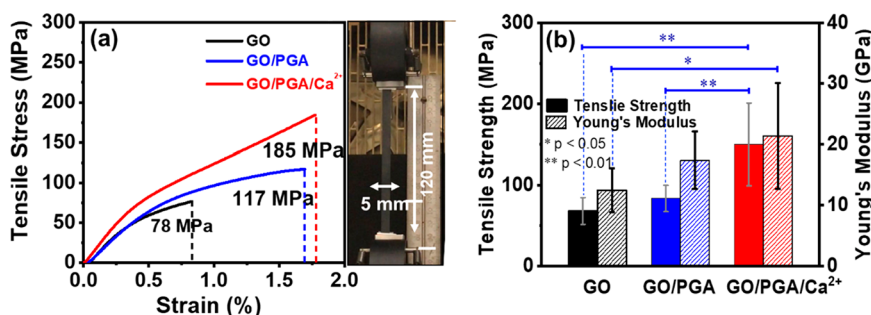 (a)
GO
GO/PGA
GO/PGA/Ca²⁺
Tensile Stress (MPa)
300
250
200
150
100
50
0
185 MPa
117 MPa
78 MPa
0.0
0.5
1.0
1.5
2.0
Strain (%)
5 mm
120 mm
(b)
Tensile Strength (MPa)
300
200
100
0
**
*
**
Tenslie Strength
Young's Modulus
* p < 0.05
** p < 0.01
GO
GO/PGA
GO/PGA/Ca²⁺
40
30
20
10
0
Young's Modulus (GPa)